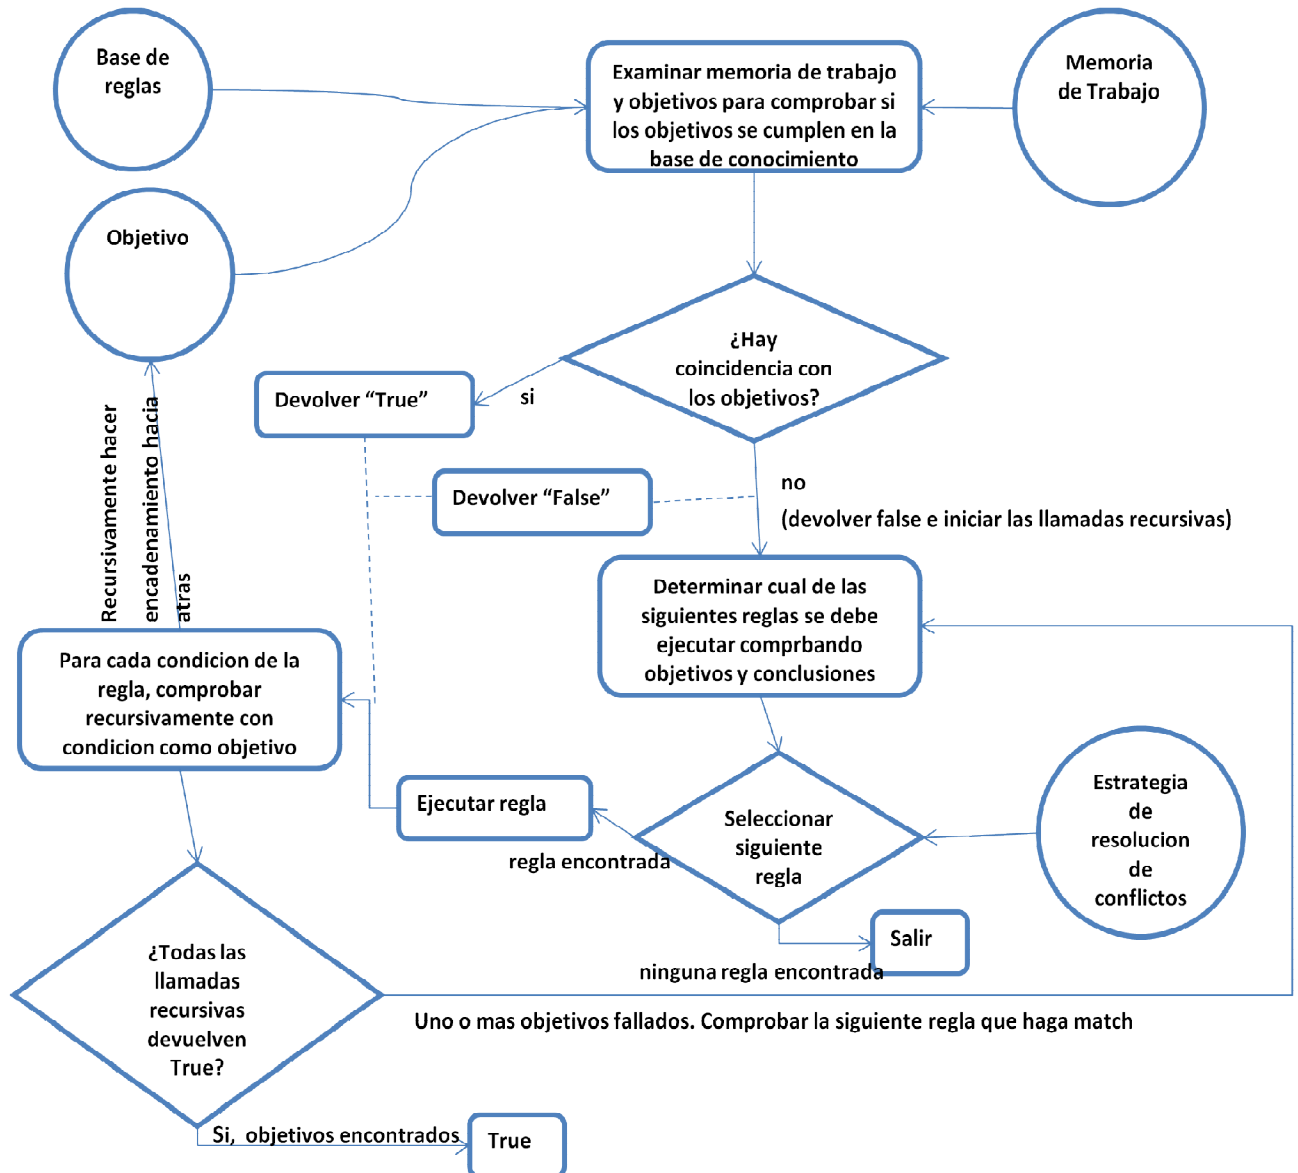 Base de
reglas
Examinar memoria de trabajo
y objetivos para comprobar si
los objetivos se cumplen en la
base de conocimiento
Memoria
de Trabajo
Objetivo
¿Hay
coincidencia con
los objetivos?
si
Devolver “True”
Devolver “False”
no
(devolver false e iniciar las llamadas recursivas)
Recursivamente hacer
encadenamiento hacia
atras
Determinar cual de las
siguientes reglas se debe
ejecutar comprbando
objetivos y conclusiones
Para cada condicion de la
regla, comprobar
recursivamente con
condicion como objetivo
Ejecutar regla
Seleccionar
siguiente
regla
Estrategia
de
resolucion
de
conflictos
regla encontrada
Salir
ninguna regla encontrada
¿Todas las
llamadas
recursivas
devuelven
True?
Uno o mas objetivos fallados. Comprobar la siguiente regla que haga match
Si, objetivos encontrados
True